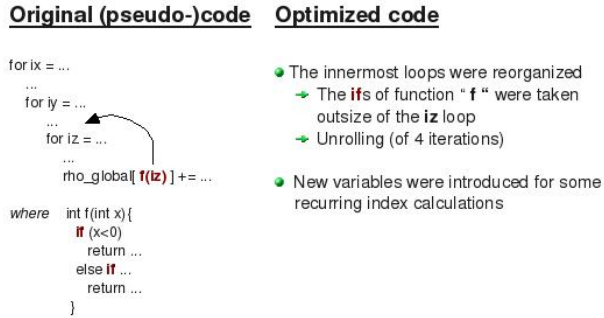 Original (pseudo-)code
for ix = ...
...
for iy = ...
...
for iz = ...
...
rho_global[ f(iz) ] += ...
where int f(int x){
if (x<0)
return ...
else if ...
return ...
}
Optimized code
The innermost loops were reorganized
The ifs of function “ f “ were taken
outsize of the iz loop
Unrolling (of 4 iterations)
New variables were introduced for some
recurring index calculations